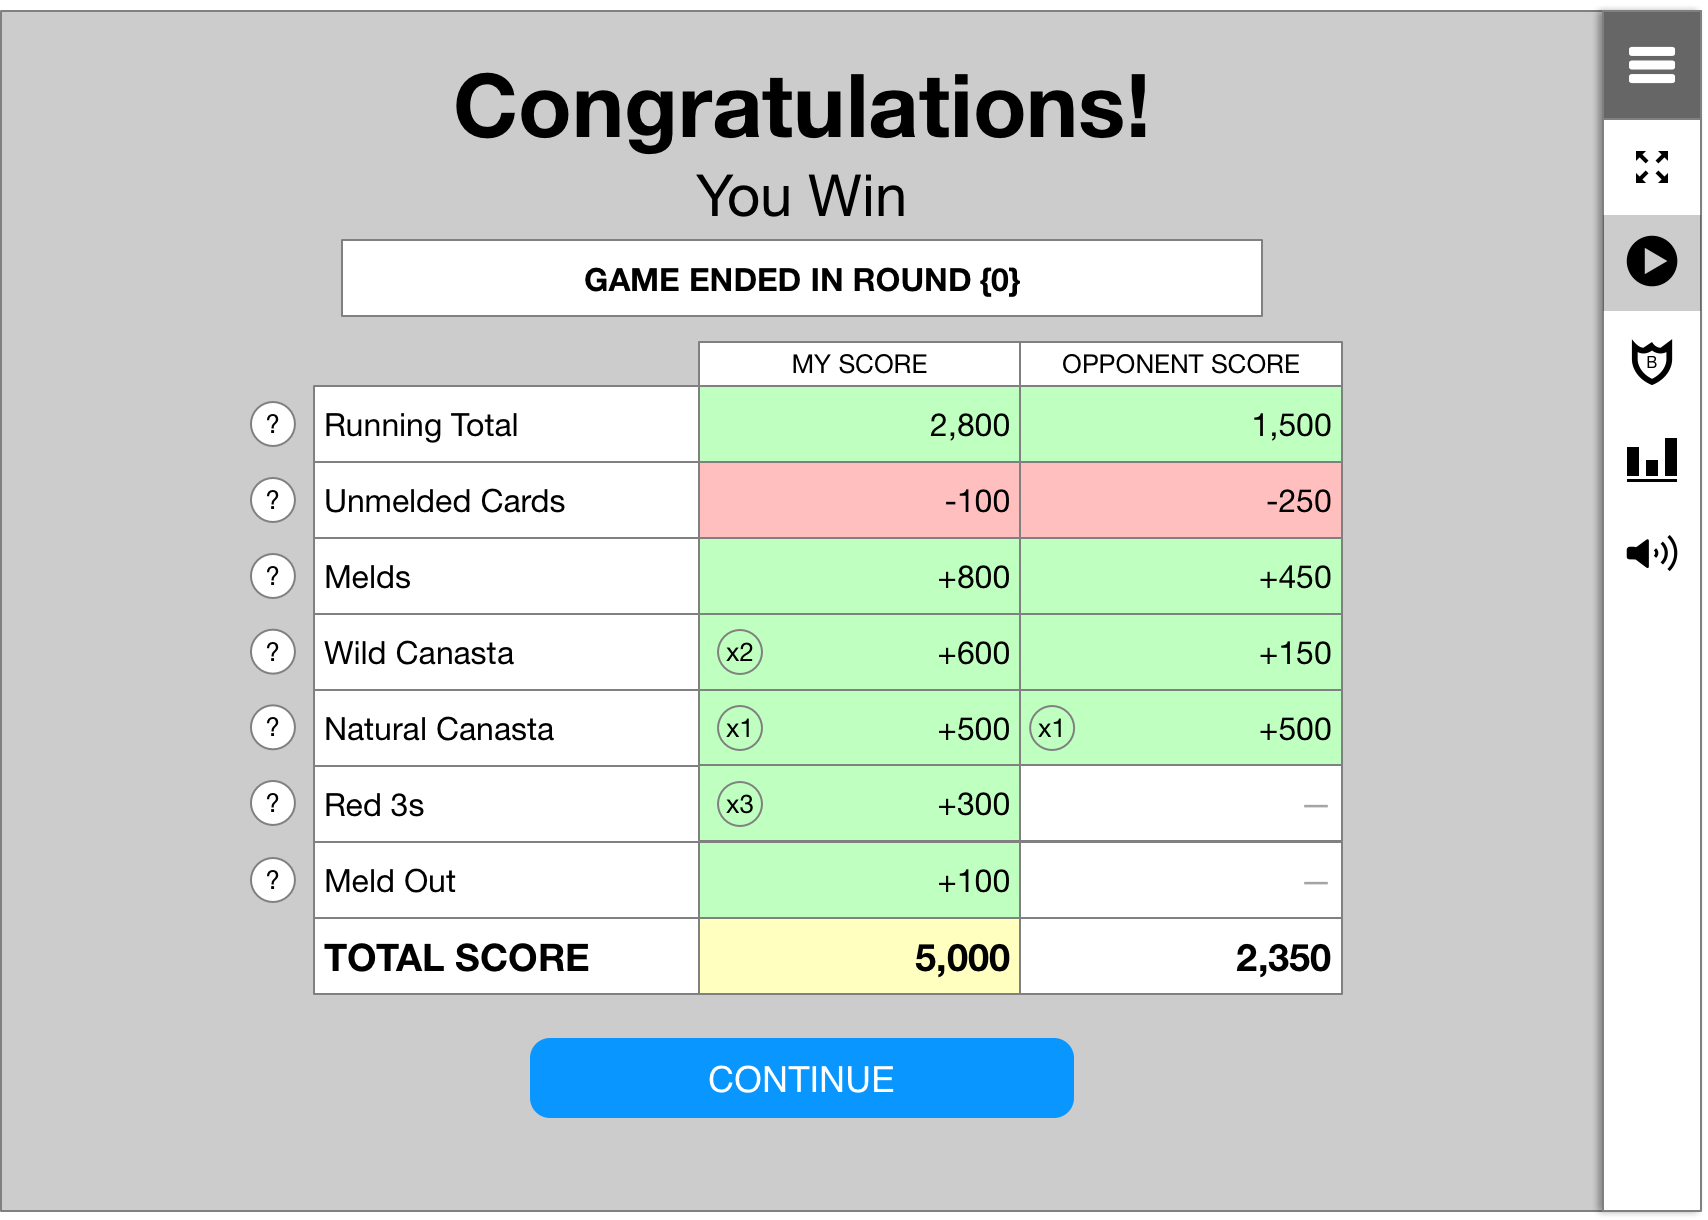 Congratulations!
You Win
GAME ENDED IN ROUND {0}
MY SCORE OPPONENT SCORE
? Running Total 2,800 1,500
? Unmelded Cards -100 -250
? Melds +800 +450
? Wild Canasta x2 +600 +150
? Natural Canasta x1 +500 x1 +500
? Red 3s x3 +300 —
? Meld Out +100 —
TOTAL SCORE 5,000 2,350
CONTINUE
B